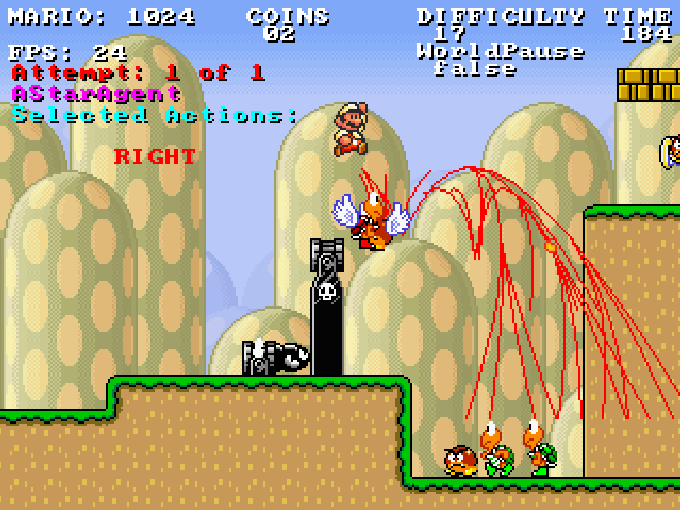 MARIO: 1024 COINS DIFFICULTY TIME
02 17 184
FPS: 24 WorldPause
Attempt: 1 of 1 false
AStarAgent
Selected Actions:
RIGHT